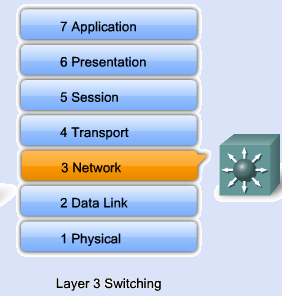 7 Application
6 Presentation
5 Session
4 Transport
3 Network
2 Data Link
1 Physical
Layer 3 Switching